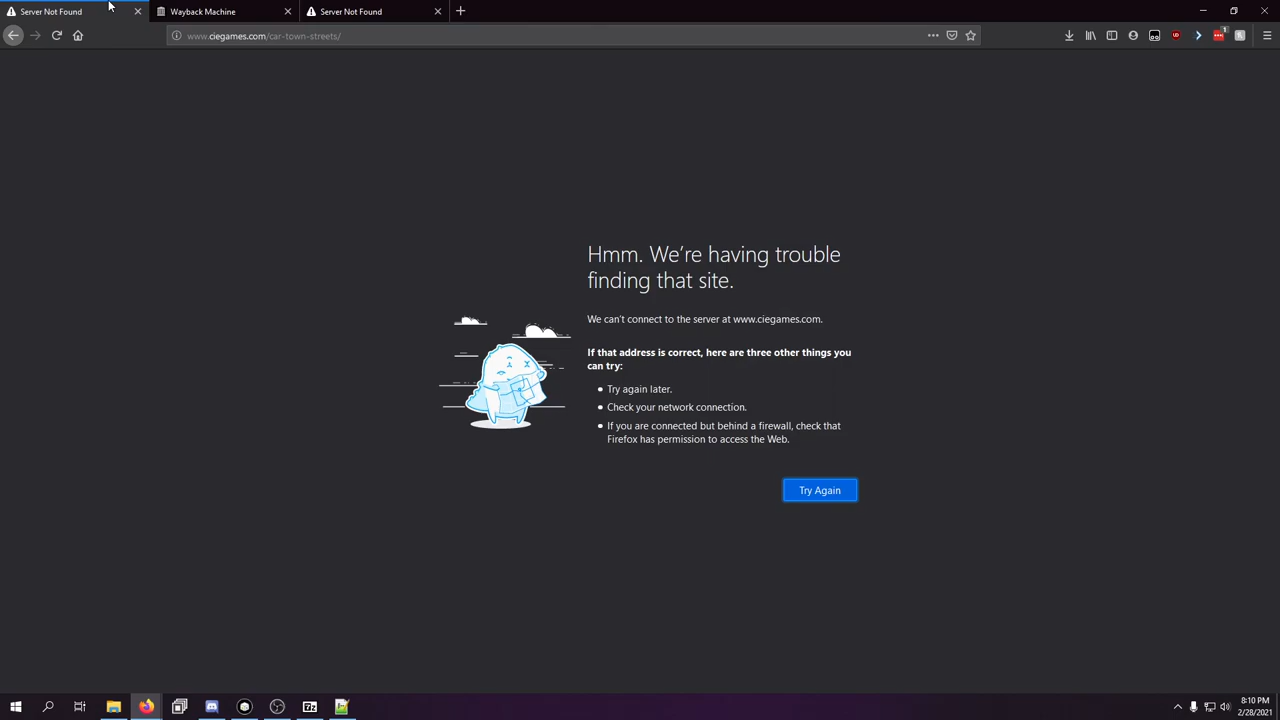 Server Not Found
Wayback Machine
Server Not Found
www.ciegames.com/car-town-streets/
1
Hmm. We’re having trouble
finding that site.
We can’t connect to the server at www.ciegames.com.
If that address is correct, here are three other things you
can try:
Try again later.
Check your network connection.
If you are connected but behind a firewall, check that
Firefox has permission to access the Web.
Try Again
8:10 PM
2/28/2021